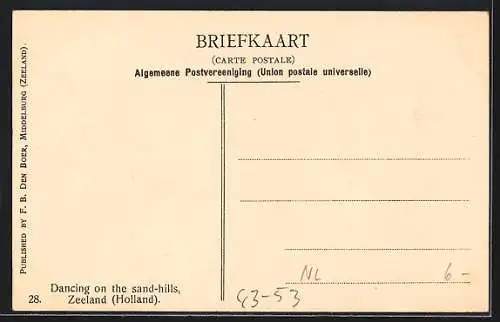 BRIEFKAART
(CARTE POSTALE)
Algemeene Postvereeniging (Union postale universelle)
PUBLISHED BY F. B. DEN BOER, MIDDELBURG (ZEELAND).
Dancing on the sand-hills,
28. Zeeland (Holland).
NL 6-
43-53